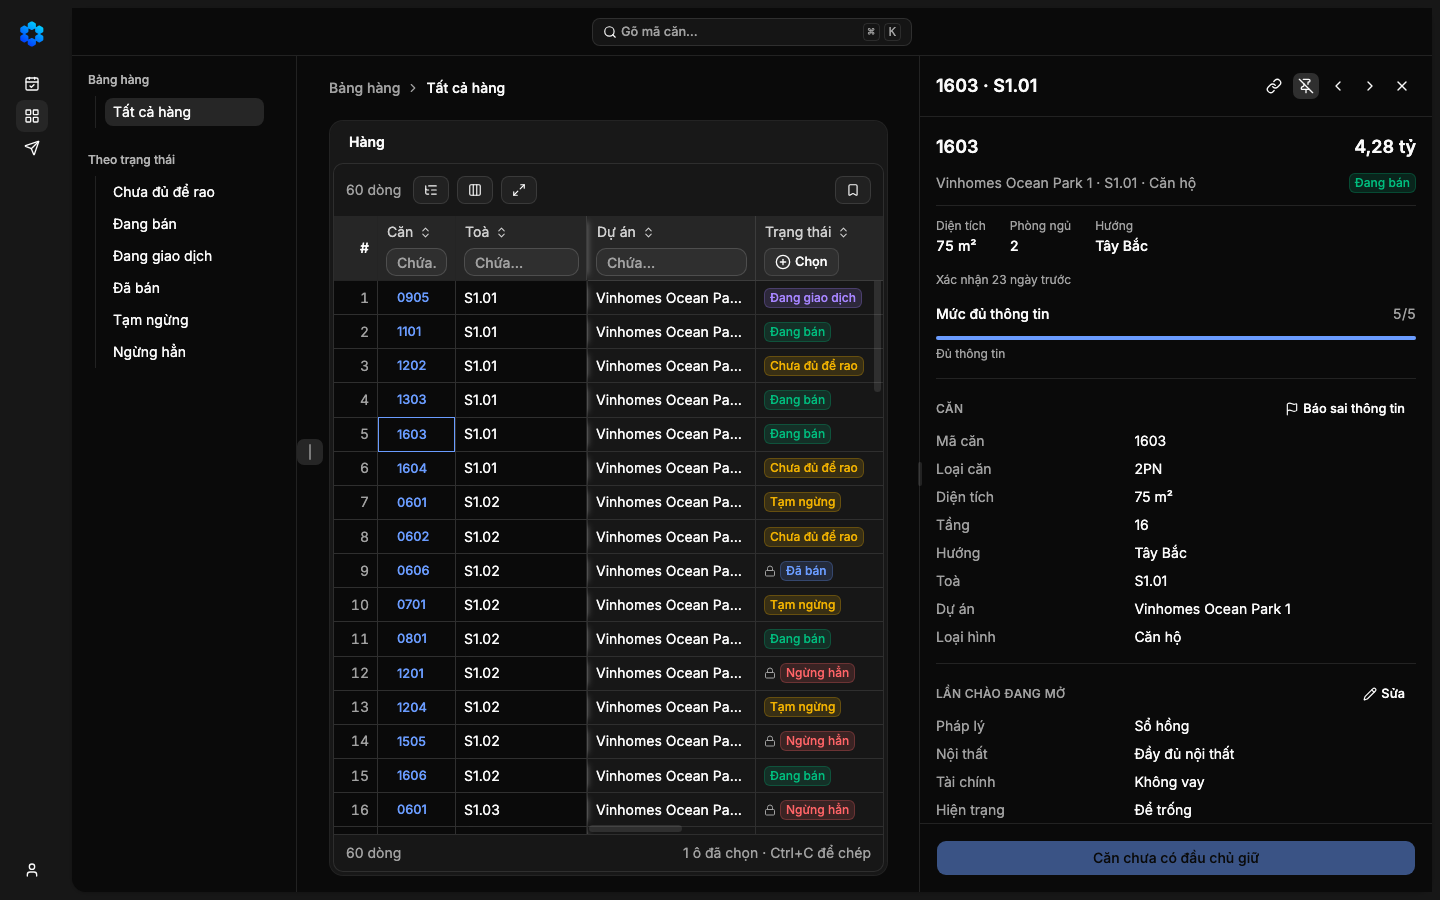 Gõ mã căn...
⌘ K
Bảng hàng
Tất cả hàng
Theo trạng thái
Chưa đủ để rao
Đang bán
Đang giao dịch
Đã bán
Tạm ngừng
Ngừng hẳn
Bảng hàng > Tất cả hàng
Hàng
60 dòng
# Căn Toà Dự án Trạng thái
Chứa. Chứa... Chứa... Chọn
1 0905 S1.01 Vinhomes Ocean Pa... Đang giao dịch
2 1101 S1.01 Vinhomes Ocean Pa... Đang bán
3 1202 S1.01 Vinhomes Ocean Pa... Chưa đủ để rao
4 1303 S1.01 Vinhomes Ocean Pa... Đang bán
5 1603 S1.01 Vinhomes Ocean Pa... Đang bán
6 1604 S1.01 Vinhomes Ocean Pa... Chưa đủ để rao
7 0601 S1.02 Vinhomes Ocean Pa... Tạm ngừng
8 0602 S1.02 Vinhomes Ocean Pa... Chưa đủ để rao
9 0606 S1.02 Vinhomes Ocean Pa... Đã bán
10 0701 S1.02 Vinhomes Ocean Pa... Tạm ngừng
11 0801 S1.02 Vinhomes Ocean Pa... Đang bán
12 1201 S1.02 Vinhomes Ocean Pa... Ngừng hẳn
13 1204 S1.02 Vinhomes Ocean Pa... Tạm ngừng
14 1505 S1.02 Vinhomes Ocean Pa... Ngừng hẳn
15 1606 S1.02 Vinhomes Ocean Pa... Đang bán
16 0601 S1.03 Vinhomes Ocean Pa... Ngừng hẳn
60 dòng 1 ô đã chọn · Ctrl+C để chép
1603 · S1.01
1603 4,28 tỷ
Vinhomes Ocean Park 1 · S1.01 · Căn hộ Đang bán
Diện tích Phòng ngủ Hướng
75 m² 2 Tây Bắc
Xác nhận 23 ngày trước
Mức đủ thông tin 5/5
Đủ thông tin
CĂN Báo sai thông tin
Mã căn 1603
Loại căn 2PN
Diện tích 75 m²
Tầng 16
Hướng Tây Bắc
Toà S1.01
Dự án Vinhomes Ocean Park 1
Loại hình Căn hộ
LẦN CHÀO ĐANG MỞ Sửa
Pháp lý Sổ hồng
Nội thất Đầy đủ nội thất
Tài chính Không vay
Hiện trạng Để trống
Căn chưa có đầu chủ giữ